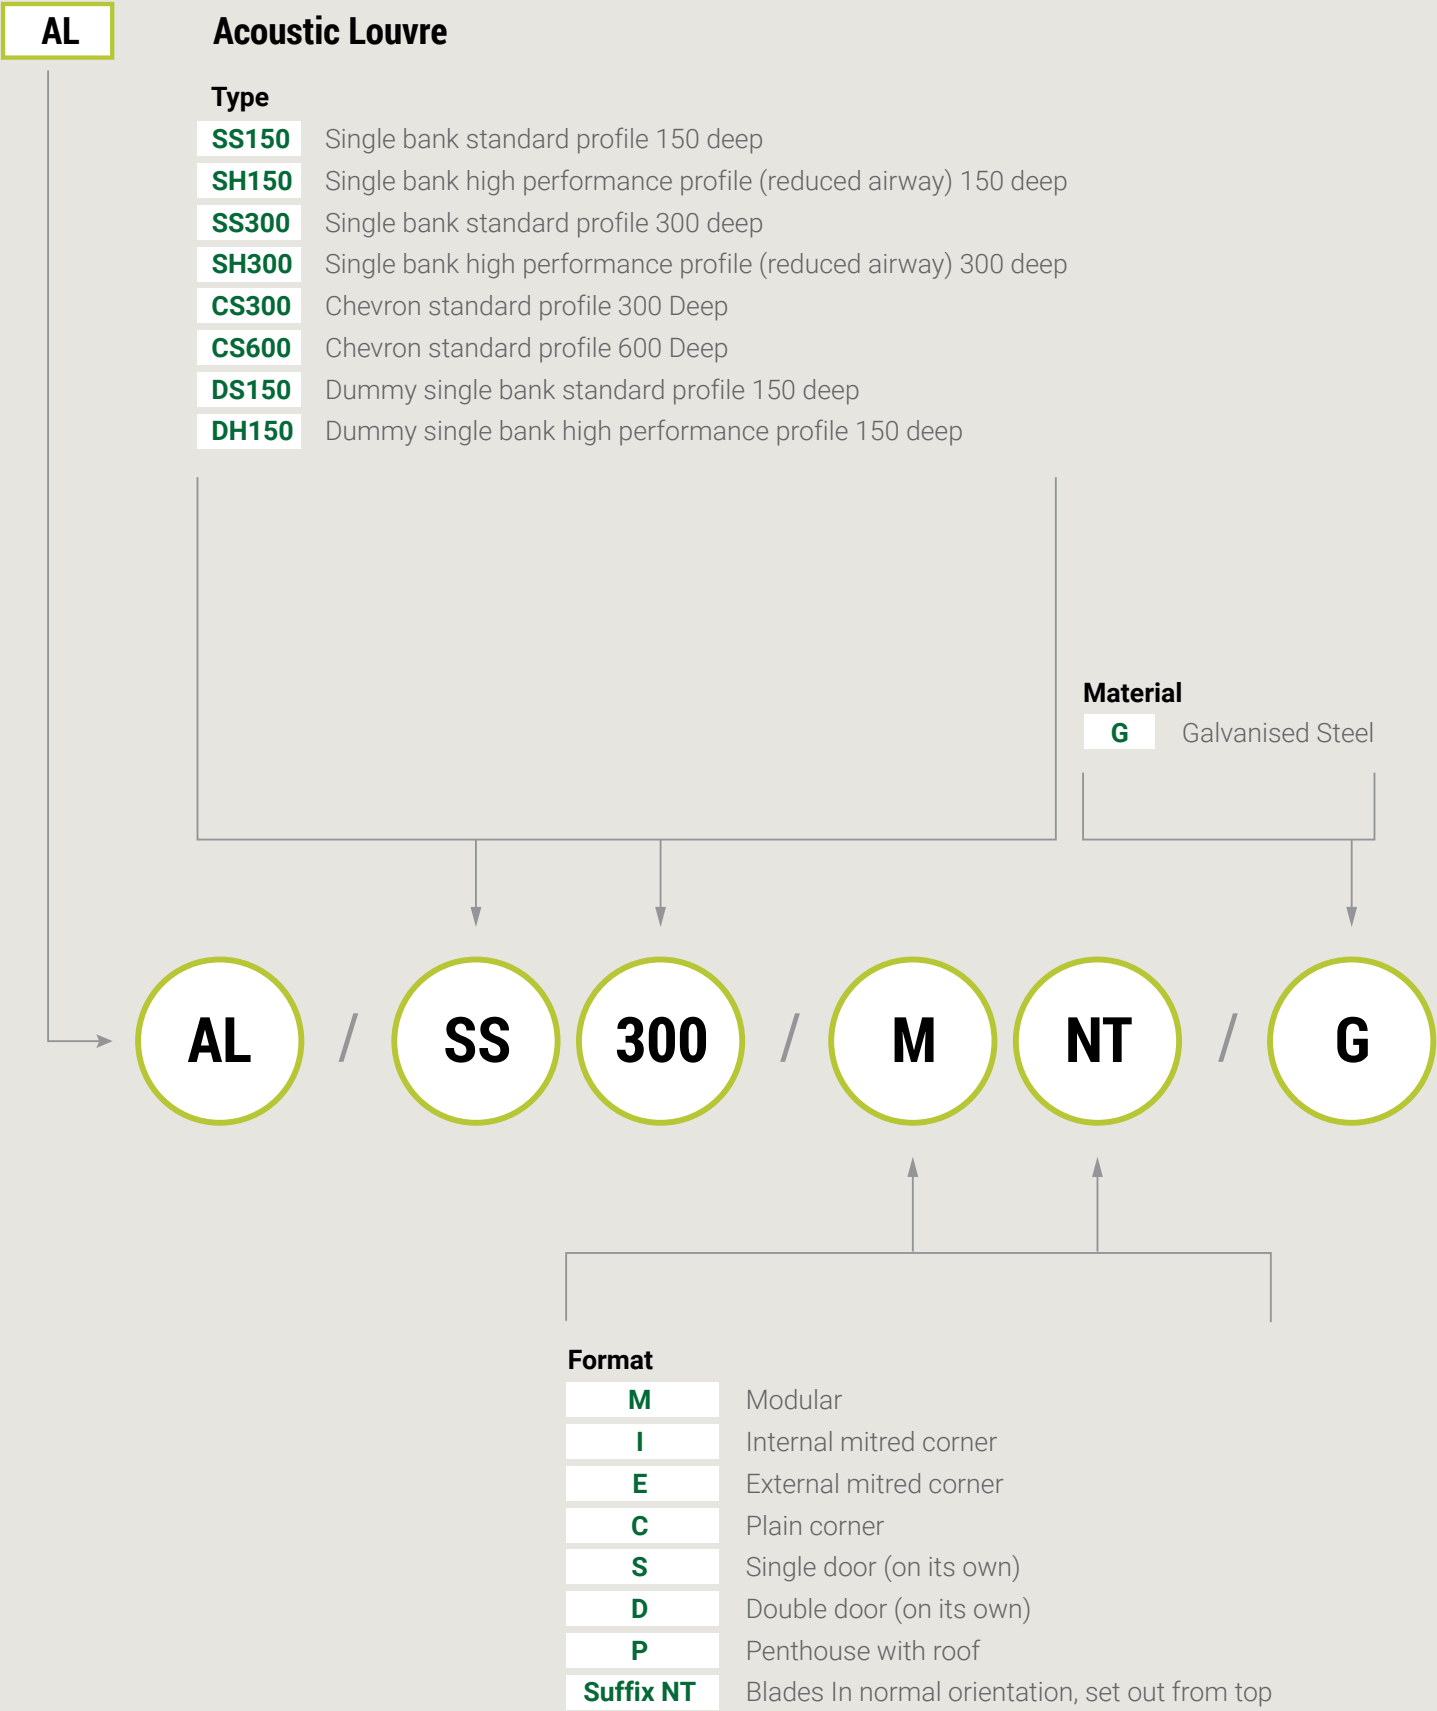 AL Acoustic Louvre
Type
SS150 Single bank standard profile 150 deep
SH150 Single bank high performance profile (reduced airway) 150 deep
SS300 Single bank standard profile 300 deep
SH300 Single bank high performance profile (reduced airway) 300 deep
CS300 Chevron standard profile 300 Deep
CS600 Chevron standard profile 600 Deep
DS150 Dummy single bank standard profile 150 deep
DH150 Dummy single bank high performance profile 150 deep
Material
G Galvanised Steel
AL / SS 300 / M NT / G
Format
M Modular
I Internal mitred corner
E External mitred corner
C Plain corner
S Single door (on its own)
D Double door (on its own)
P Penthouse with roof
Suffix NT Blades In normal orientation, set out from top